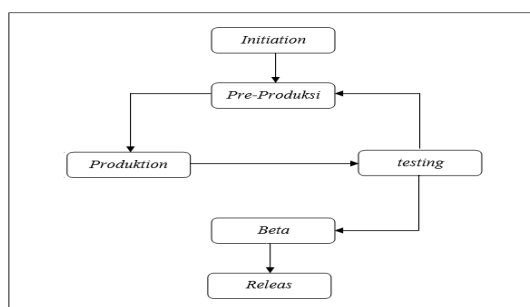 Initiation
Pre-Produksi
Produktion
testing
Beta
Releas